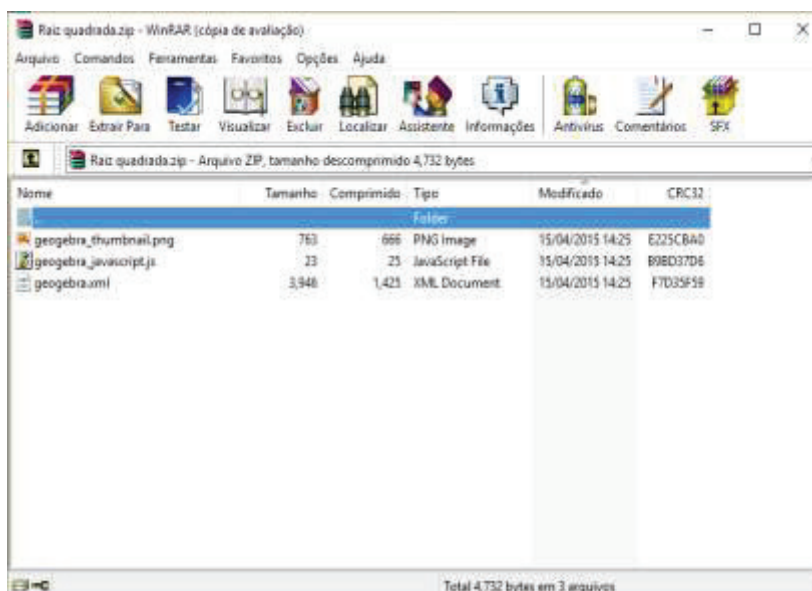 Raiz quadrada.zip - WinRAR (cópia de avaliação)
Arquivo Comandos Ferramentas Favoritos Opções Ajuda
Adicionar Extrair Para Testar Visualizar Excluir Localizar Assistente Informações Antivírus Comentários SFX
Raiz quadrada.zip - Arquivo ZIP, tamanho descomprimido 4,732 bytes
Nome Tamanho Comprimido Tipo Modificado CRC32
.. Folder
geogebra_thumbnail.png 763 666 PNG Image 15/04/2015 14:25 E225CBA0
geogebra_javascript.js 23 25 JavaScript File 15/04/2015 14:25 B9BD37D6
geogebra.xml 3,946 1,425 XML Document 15/04/2015 14:25 F7D35F59
Total 4.732 bytes em 3 arquivos